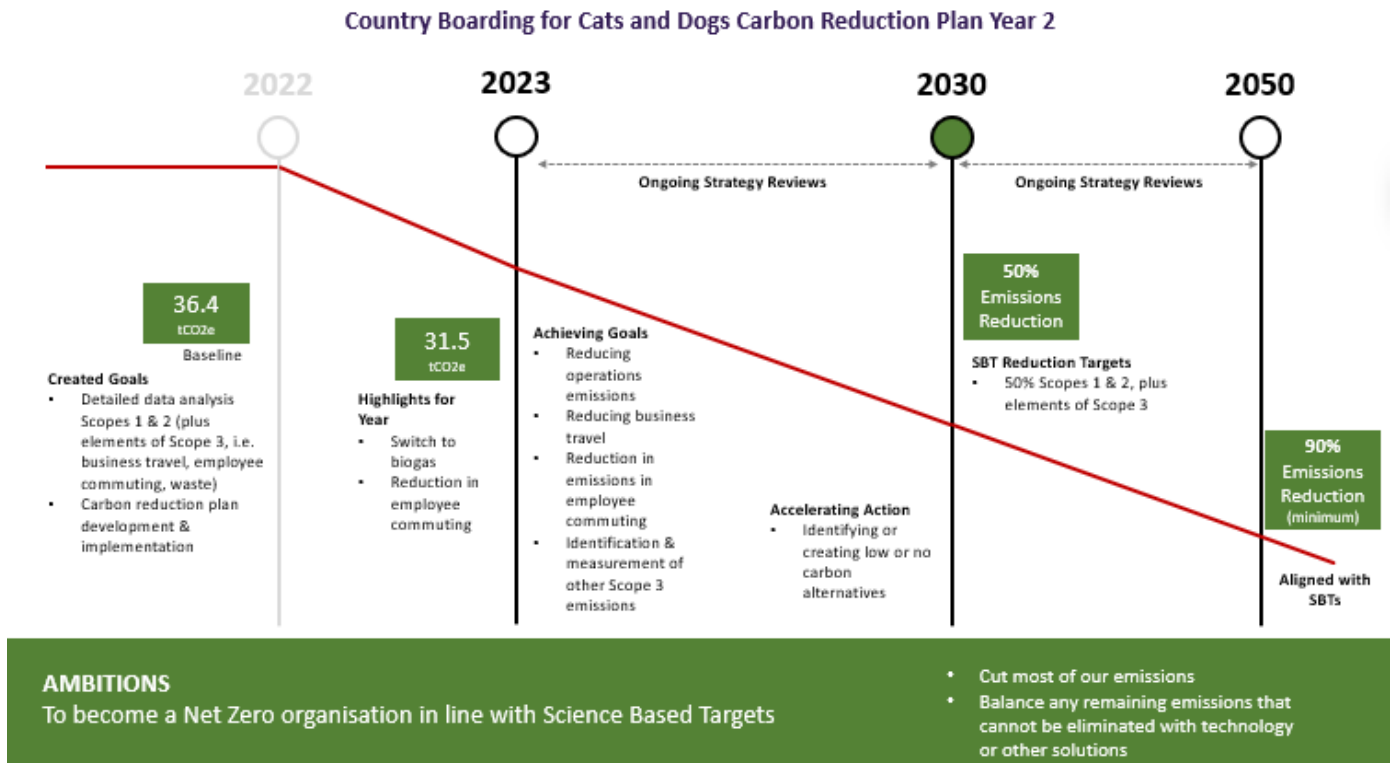 Country Boarding for Cats and Dogs Carbon Reduction Plan Year 2
2022
2023
2030
2050
Ongoing Strategy Reviews
Ongoing Strategy Reviews
36.4
tCO2e
Baseline
Created Goals
▪ Detailed data analysis
Scopes 1 & 2 (plus
elements of Scope 3, i.e.
business travel, employee
commuting, waste)
▪ Carbon reduction plan
development &
implementation
31.5
tCO2e
Highlights for
Year
▪ Switch to
biogas
▪ Reduction in
employee
commuting
Achieving Goals
▪ Reducing
operations
emissions
▪ Reducing business
travel
▪ Reduction in
emissions in
employee
commuting
▪ Identification &
measurement of
other Scope 3
emissions
Accelerating Action
▪ Identifying or
creating low or no
carbon
alternatives
50%
Emissions
Reduction
SBT Reduction Targets
▪ 50% Scopes 1 & 2, plus
elements of Scope 3
90%
Emissions
Reduction
(minimum)
Aligned with
SBTs
AMBITIONS
To become a Net Zero organisation in line with Science Based Targets
• Cut most of our emissions
• Balance any remaining emissions that
cannot be eliminated with technology
or other solutions